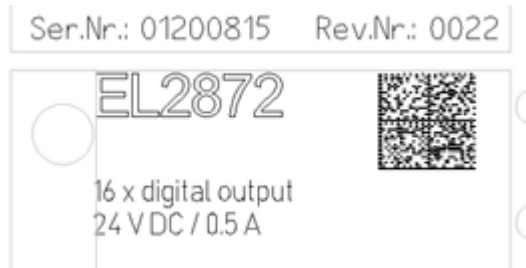 Ser.Nr.: 01200815 Rev.Nr.: 0022
EL2872
16 x digital output
24 V DC / 0.5 A